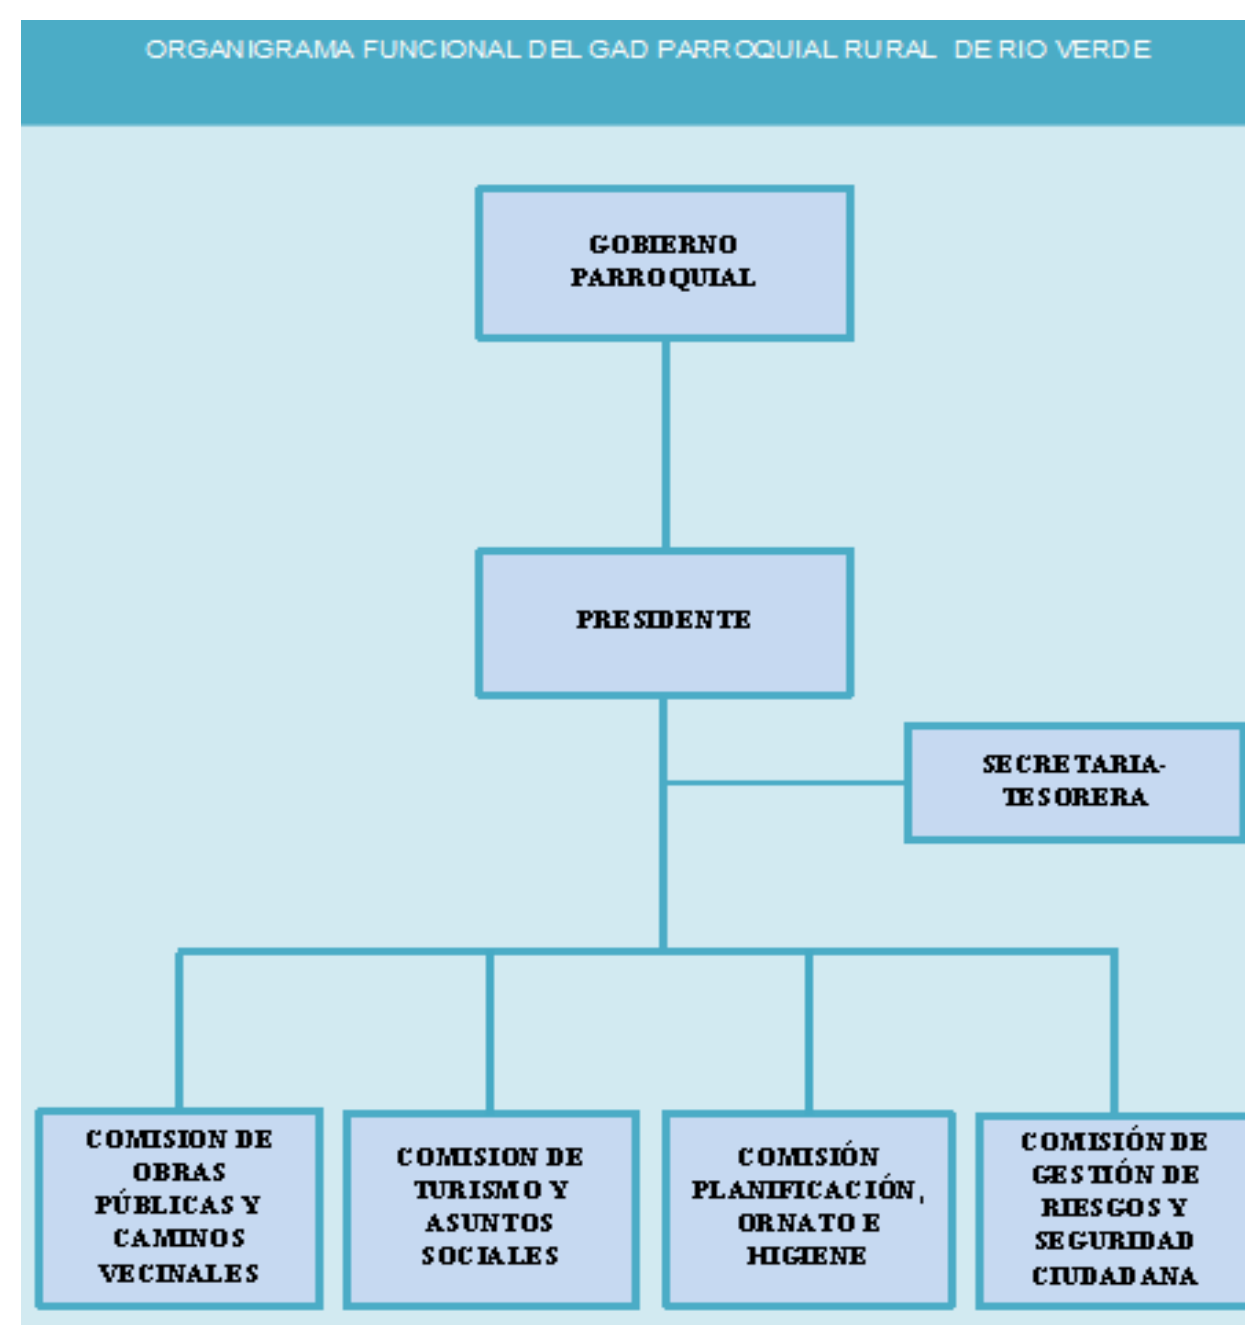 ORGANIGRAMA FUNCIONAL DEL GAD PARROQUIAL RURAL DE RIO VERDE
GOBIERNO
PARROQUIAL
PRESIDENTE
SECRETARIA-
TESORERA
COMISION DE
OBRAS
PÚBLICAS Y
CAMINOS
VECINALES
COMISION DE
TURISMO Y
ASUNTOS
SOCIALES
COMISIÓN
PLANIFICACIÓN,
ORNATO E
HIGIENE
COMISIÓN DE
GESTIÓN DE
RIESGOS Y
SEGURIDAD
CIUDADANA